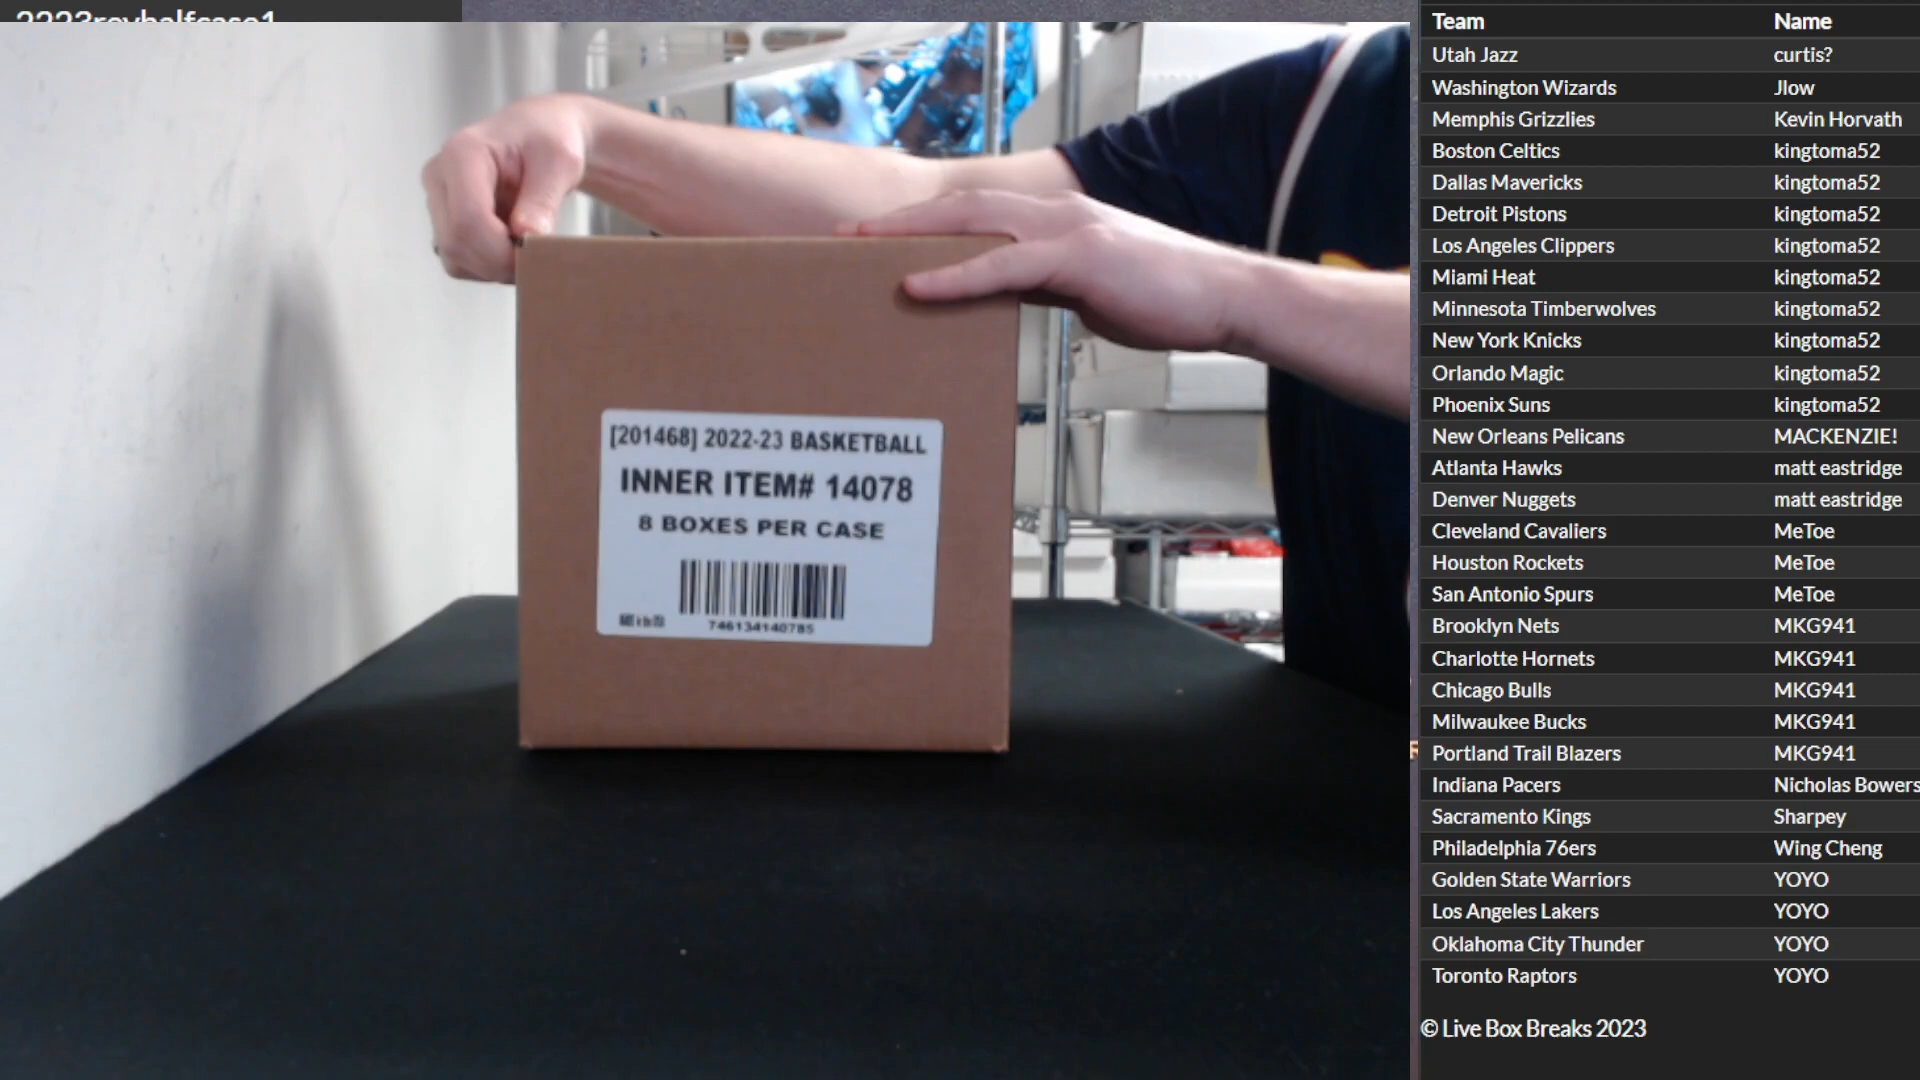 [201468] 2022-23 BASKETBALL
INNER ITEM# 14078
8 BOXES PER CASE
746134140785
Team Name
Utah Jazz curtis?
Washington Wizards Jlow
Memphis Grizzlies Kevin Horvath
Boston Celtics kingtoma52
Dallas Mavericks kingtoma52
Detroit Pistons kingtoma52
Los Angeles Clippers kingtoma52
Miami Heat kingtoma52
Minnesota Timberwolves kingtoma52
New York Knicks kingtoma52
Orlando Magic kingtoma52
Phoenix Suns kingtoma52
New Orleans Pelicans MACKENZIE!
Atlanta Hawks matt eastridge
Denver Nuggets matt eastridge
Cleveland Cavaliers MeToe
Houston Rockets MeToe
San Antonio Spurs MeToe
Brooklyn Nets MKG941
Charlotte Hornets MKG941
Chicago Bulls MKG941
Milwaukee Bucks MKG941
Portland Trail Blazers MKG941
Indiana Pacers Nicholas Bowers
Sacramento Kings Sharpey
Philadelphia 76ers Wing Cheng
Golden State Warriors YOYO
Los Angeles Lakers YOYO
Oklahoma City Thunder YOYO
Toronto Raptors YOYO
© Live Box Breaks 2023